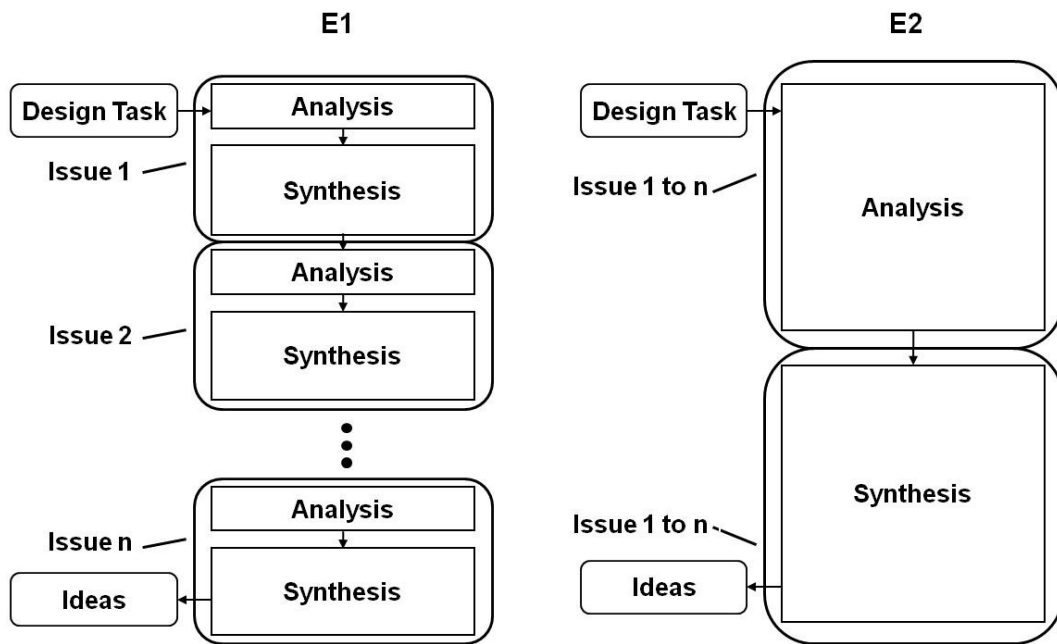 E1
Design Task
Analysis
Issue 1
Synthesis
Analysis
Issue 2
Synthesis
Analysis
Issue n
Synthesis
Ideas
E2
Design Task
Issue 1 to n
Analysis
Synthesis
Issue 1 to n
Ideas